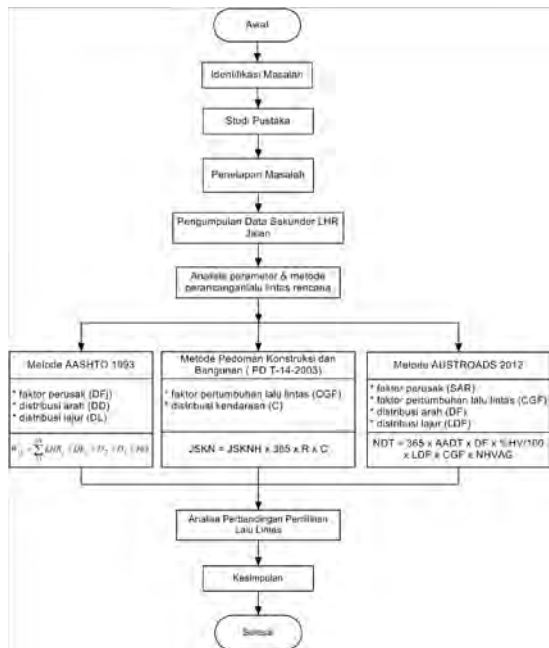 Awal
Identifikasi Masalah
Studi Pustaka
Penetapan Masalah
Pengumpulan Data Sekunder LHR
Jalan
Analisis parameter & metode
perancangan lalu lintas rencana
Metode AASHTO 1993
* faktor perusak (DFj)
* distribusi arah (DD)
* distribusi lajur (DL)
Metode Pedoman Konstruksi dan
Bangunan ( PD T-14-2003)
* faktor pertumbuhan lalu lintas (CGF)
* distribusi kendaraan (C)
JSKN = JSKNH x 365 x R x C
Metode AUSTROADS 2012
* faktor perusak (SAR)
* faktor pertumbuhan lalu lintas (CGF)
* distribusi arah (DF)
* distribusi lajur (LDF)
NDT = 365 x AADT x DF x %HV/100
x LDF x CGF x NHVAG
Analisa Perbandingan Pemilihan
Lalu Lintas
Kesimpulan
Selesai